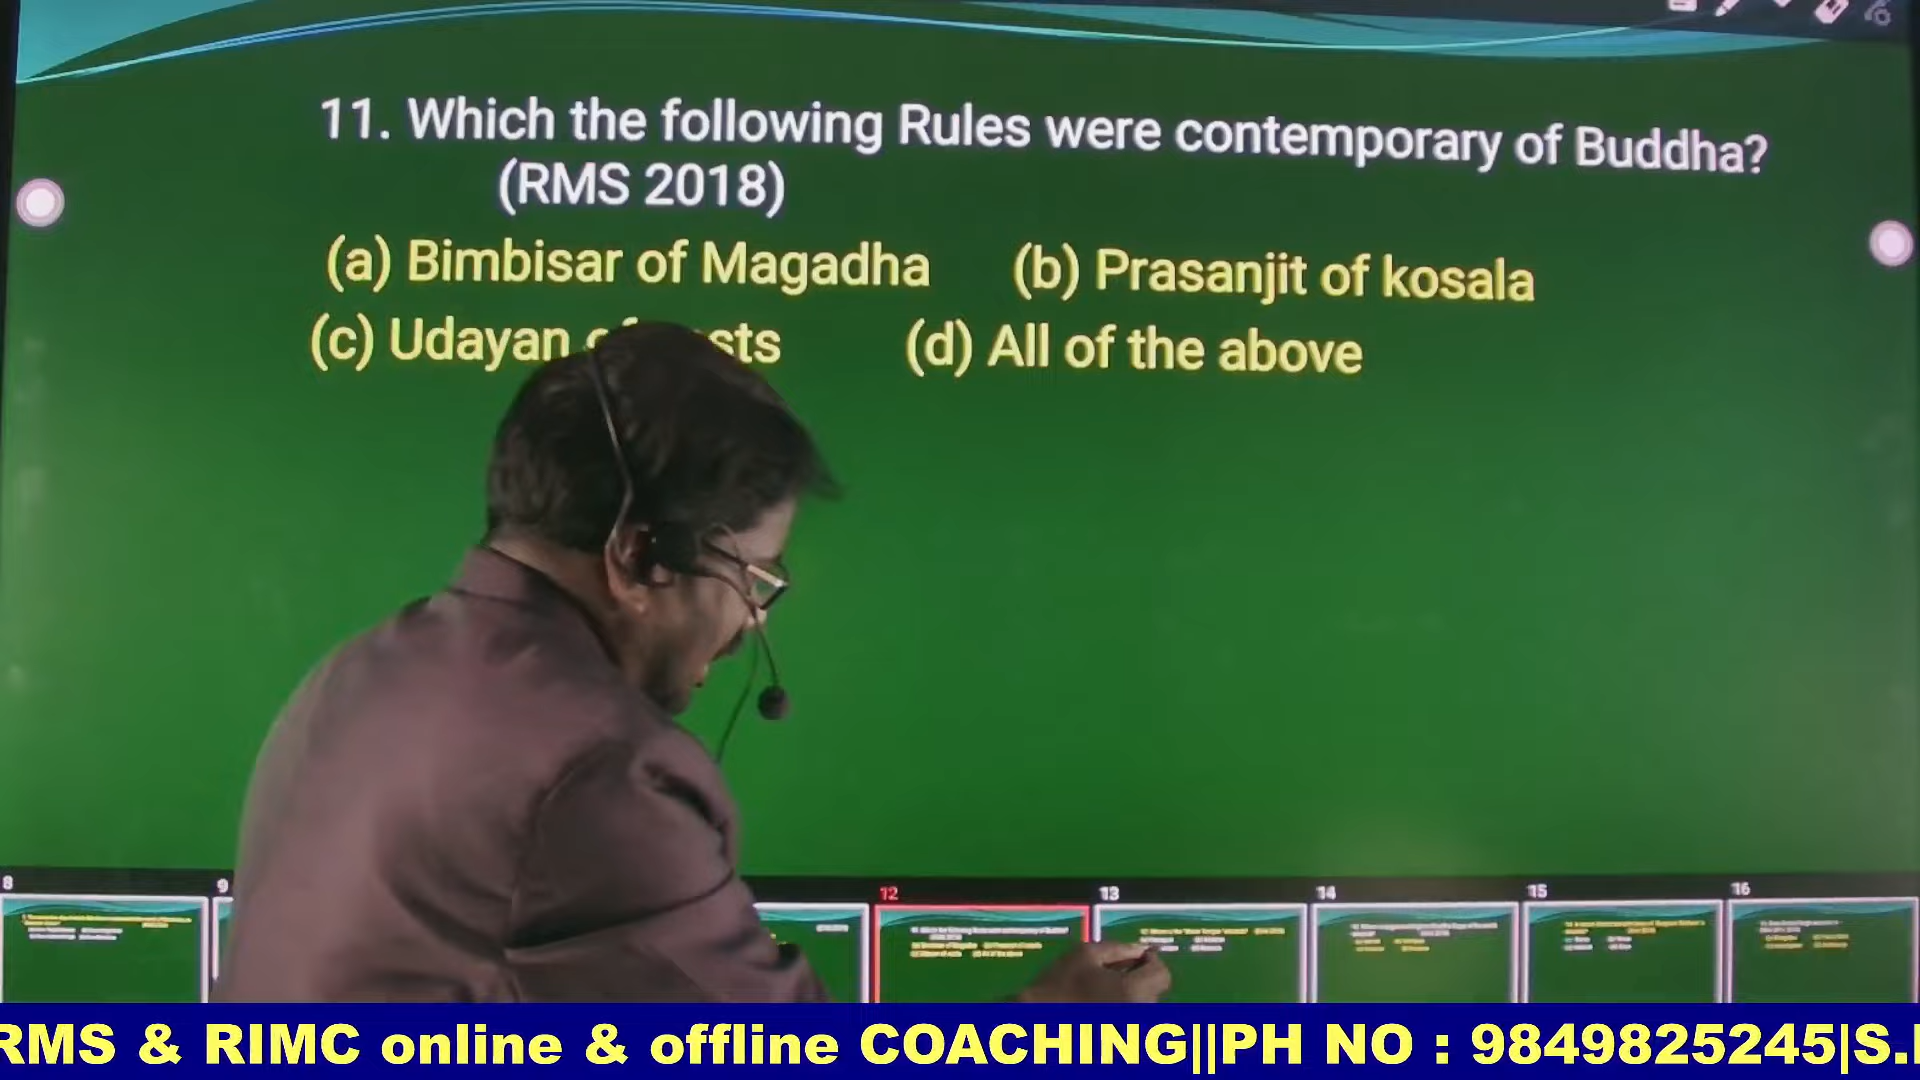 11. Which the following Rules were contemporary of Buddha?
(RMS 2018)
(a) Bimbisar of Magadha (b) Prasanjit of kosala
(c) Udayan (d) All of the above
8 9 12 13 14 15 16
RMS & RIMC online & offline COACHING||PH NO : 9849825245|S.